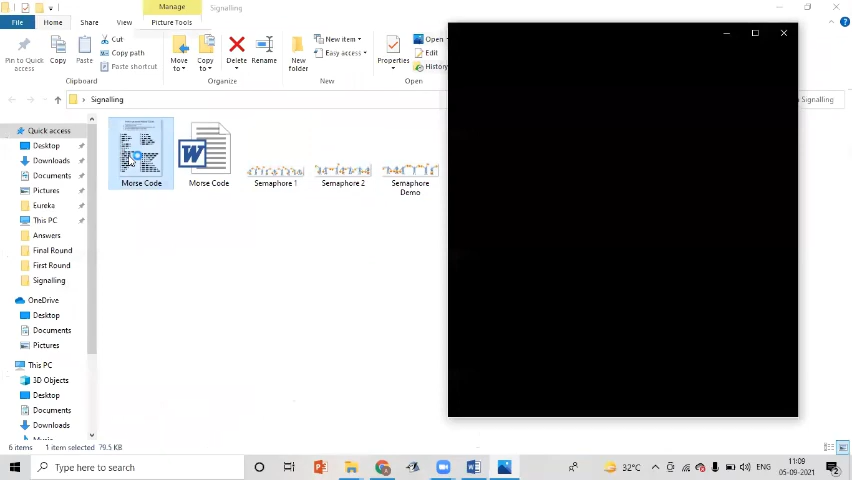 Manage
Signalling
File
Home
Share
View
Picture Tools
Pin to Quick
access
Copy
Paste
Cut
Copy path
Paste shortcut
Clipboard
Move
to
Copy
to
Delete
Rename
Organize
New
folder
New item
Easy access
New
Properties
Open
Edit
History
Open
Signalling
Signalling
Quick access
Desktop
Downloads
Documents
Pictures
Eureka
This PC
Answers
Final Round
First Round
Signalling
OneDrive
Desktop
Documents
Pictures
This PC
3D Objects
Desktop
Documents
Downloads
Morse Code
Morse Code
Semaphore 1
Semaphore 2
Semaphore
Demo
6 items
1 item selected 79.5 KB
Type here to search
32°C
ENG
11:09
05-09-2021
2